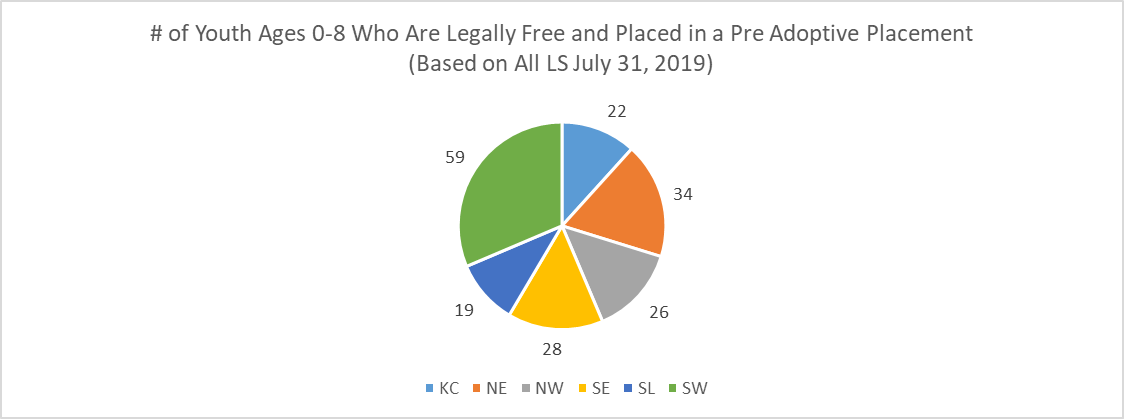 # of Youth Ages 0-8 Who Are Legally Free and Placed in a Pre Adoptive Placement
(Based on All LS July 31, 2019)
22
59
34
19
26
28
KC NE NW SE SL SW